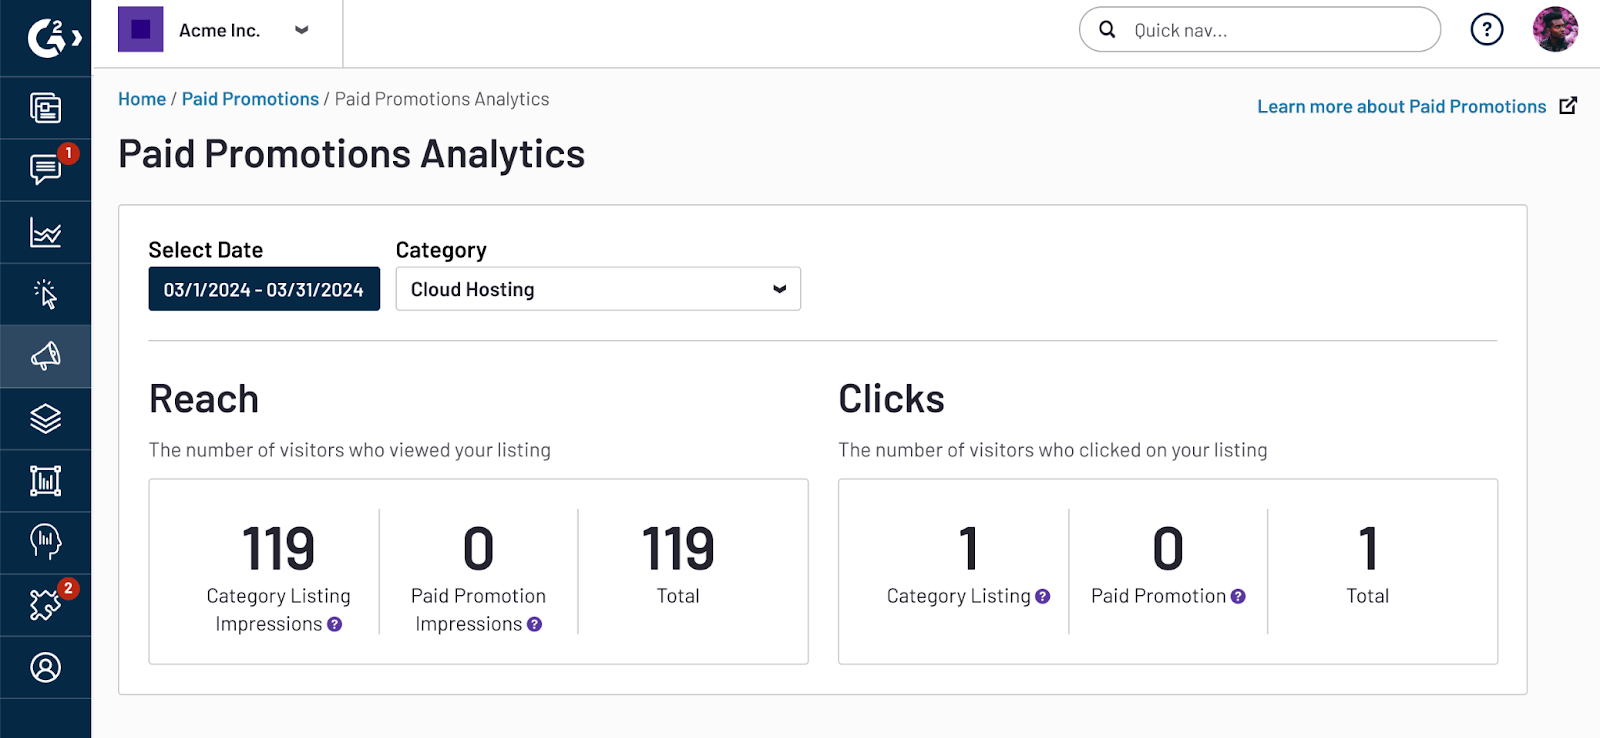 G2
Acme Inc.
Quick nav...
?
Home / Paid Promotions / Paid Promotions Analytics
Learn more about Paid Promotions
1
Paid Promotions Analytics
Select Date
Category
03/1/2024 - 03/31/2024
Cloud Hosting
Reach
Clicks
The number of visitors who viewed your listing
The number of visitors who clicked on your listing
119
0
119
Category Listing
Impressions ?
Paid Promotion
Impressions ?
Total
1
0
1
Category Listing ?
Paid Promotion ?
Total
2